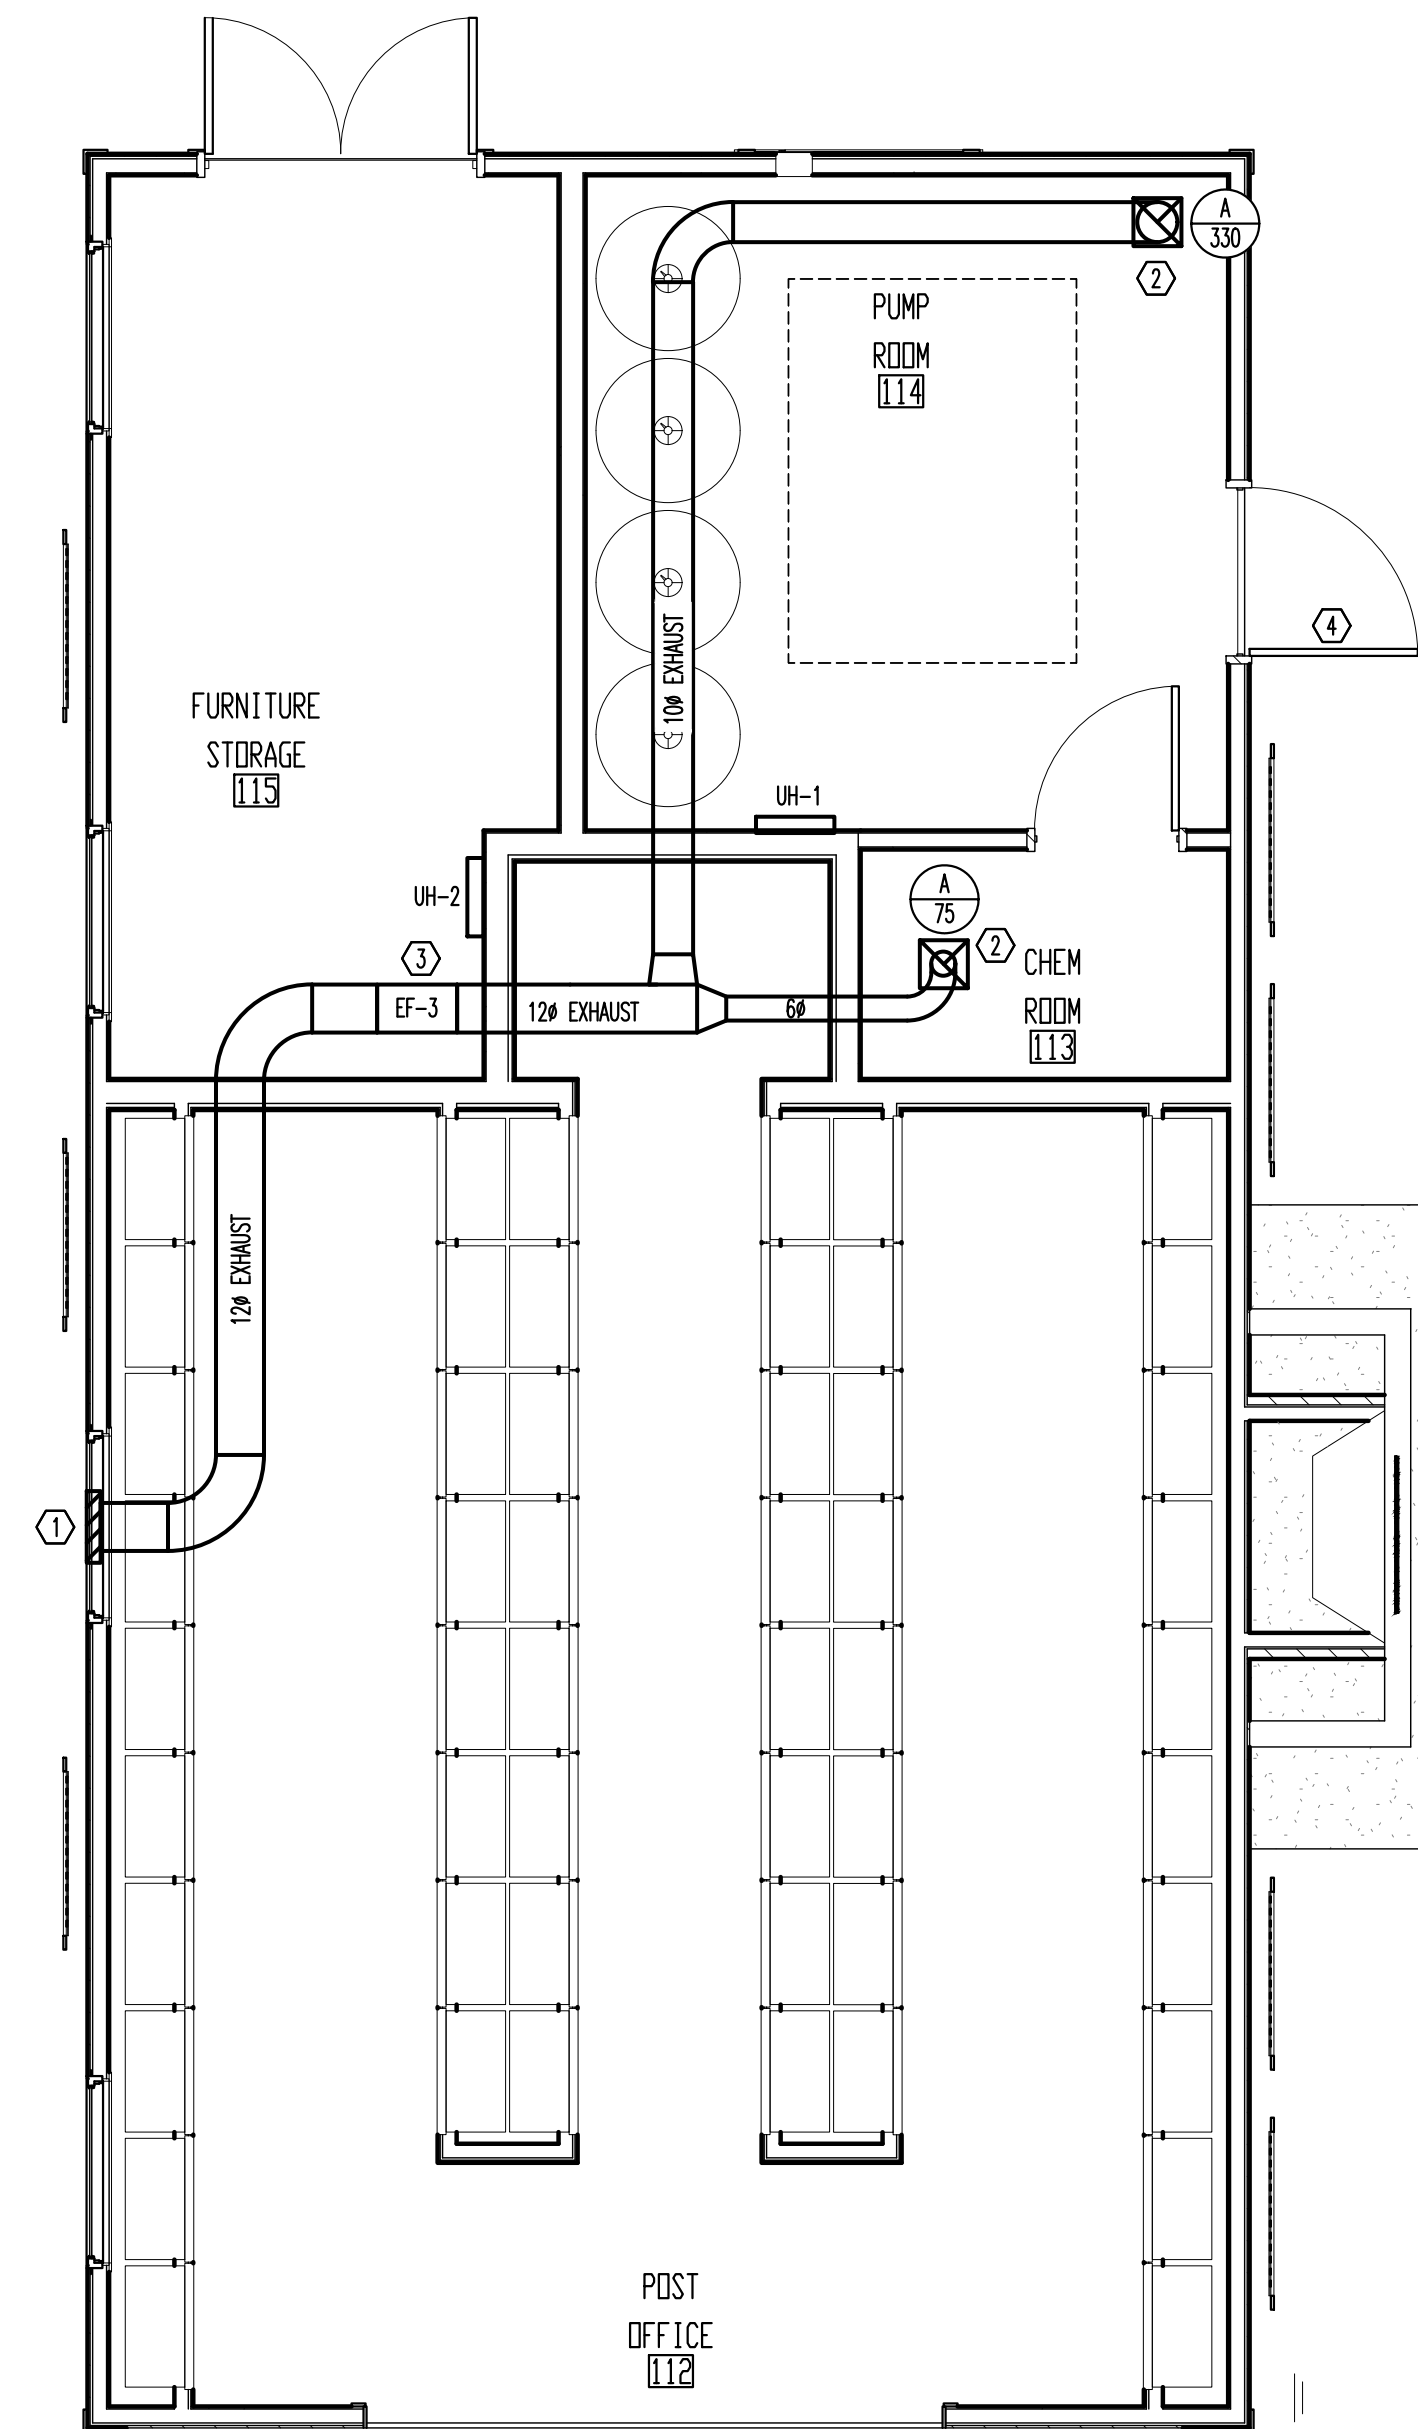 A
330
2
PUMP
ROOM
114
4
10ø EXHAUST
FURNITURE
STORAGE
115
UH-1
UH-2
A
75
2
3
CHEM
ROOM
113
EF-3
12ø EXHAUST
6ø
12ø EXHAUST
1
POST
OFFICE
112